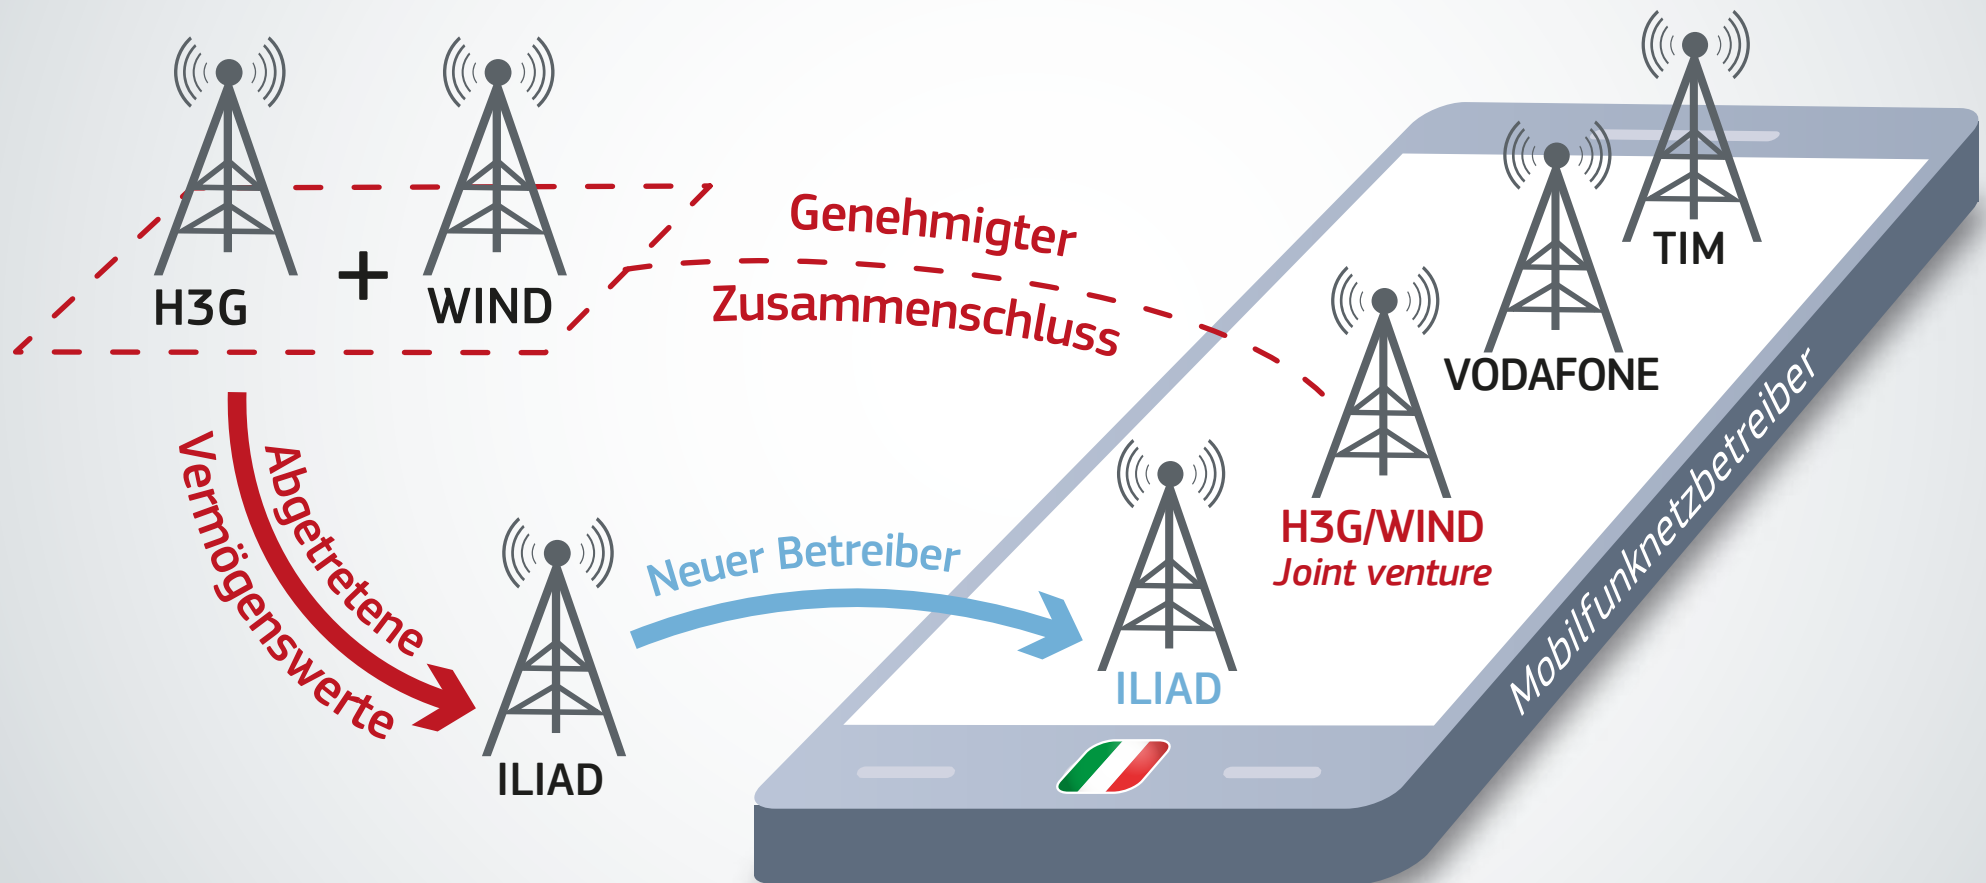 H3G
+
WIND
Genehmigter
Zusammenschluss
TIM
VODAFONE
H3G/WIND
Joint venture
Abgetretene
Vermögenswerte
Neuer Betreiber
ILIAD
ILIAD
Mobilfunknetzbetreiber